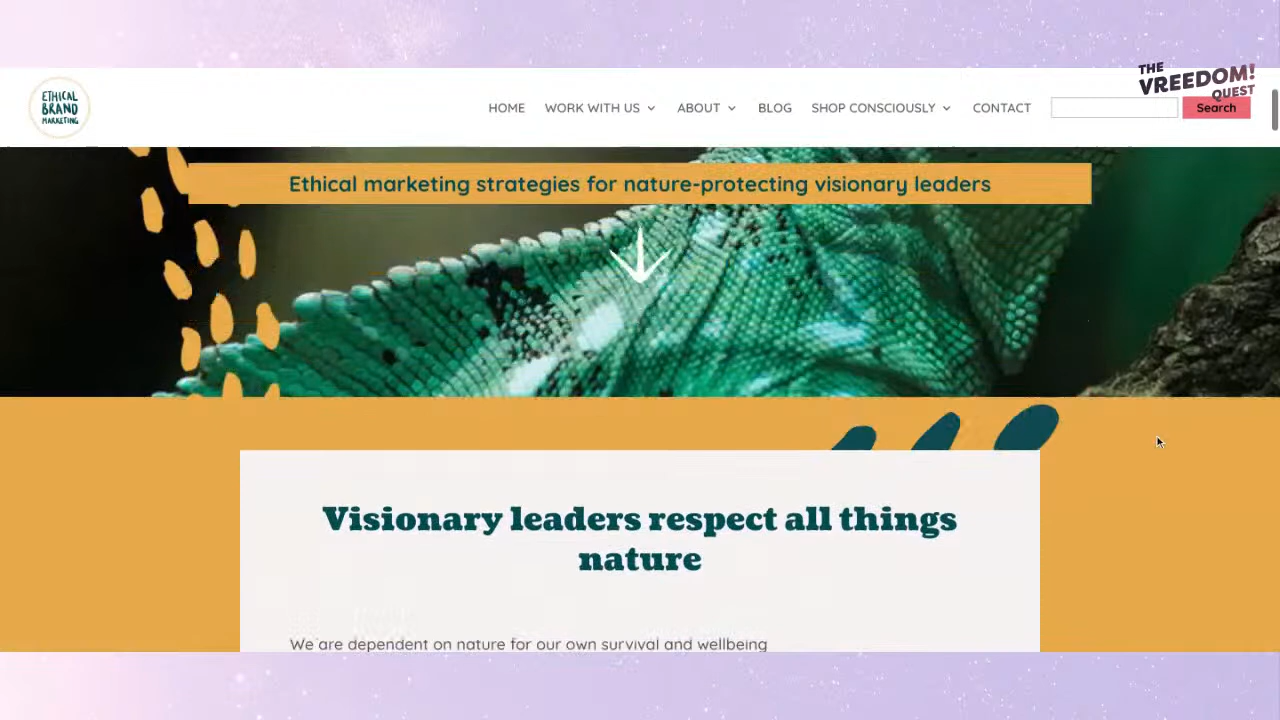 THE
VREEDOM!
QUEST
ETHICAL
BRAND
MARKETING
HOME WORK WITH US ABOUT BLOG SHOP CONSCIOUSLY CONTACT Search
Ethical marketing strategies for nature-protecting visionary leaders
Visionary leaders respect all things
nature
We are dependent on nature for our own survival and wellbeing